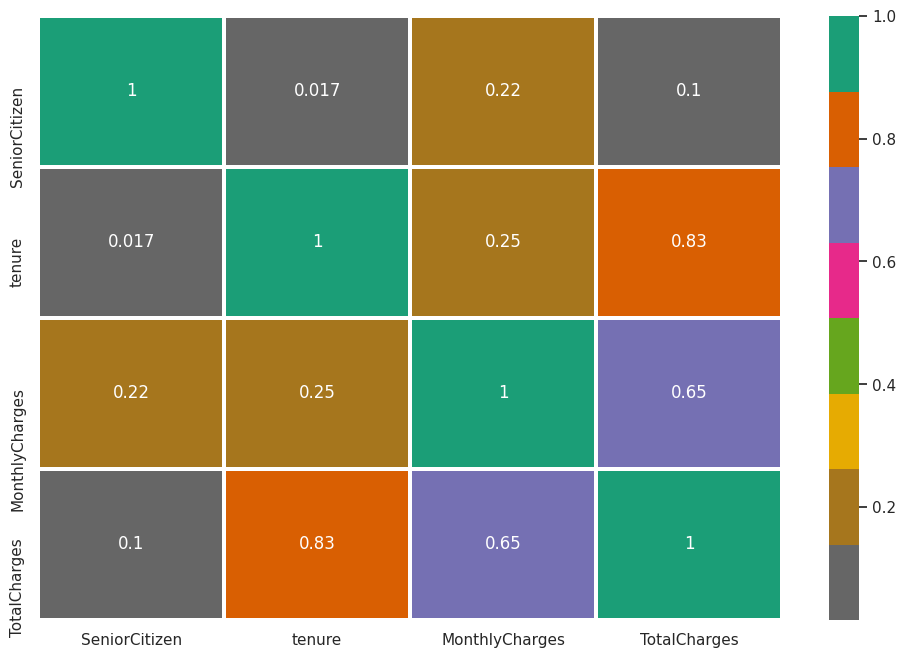 SeniorCitizen
1
0.017
0.22
0.1
tenure
0.017
1
0.25
0.83
MonthlyCharges
0.22
0.25
1
0.65
TotalCharges
0.1
0.83
0.65
1
SeniorCitizen
tenure
MonthlyCharges
TotalCharges
1.0
0.8
0.6
0.4
0.2